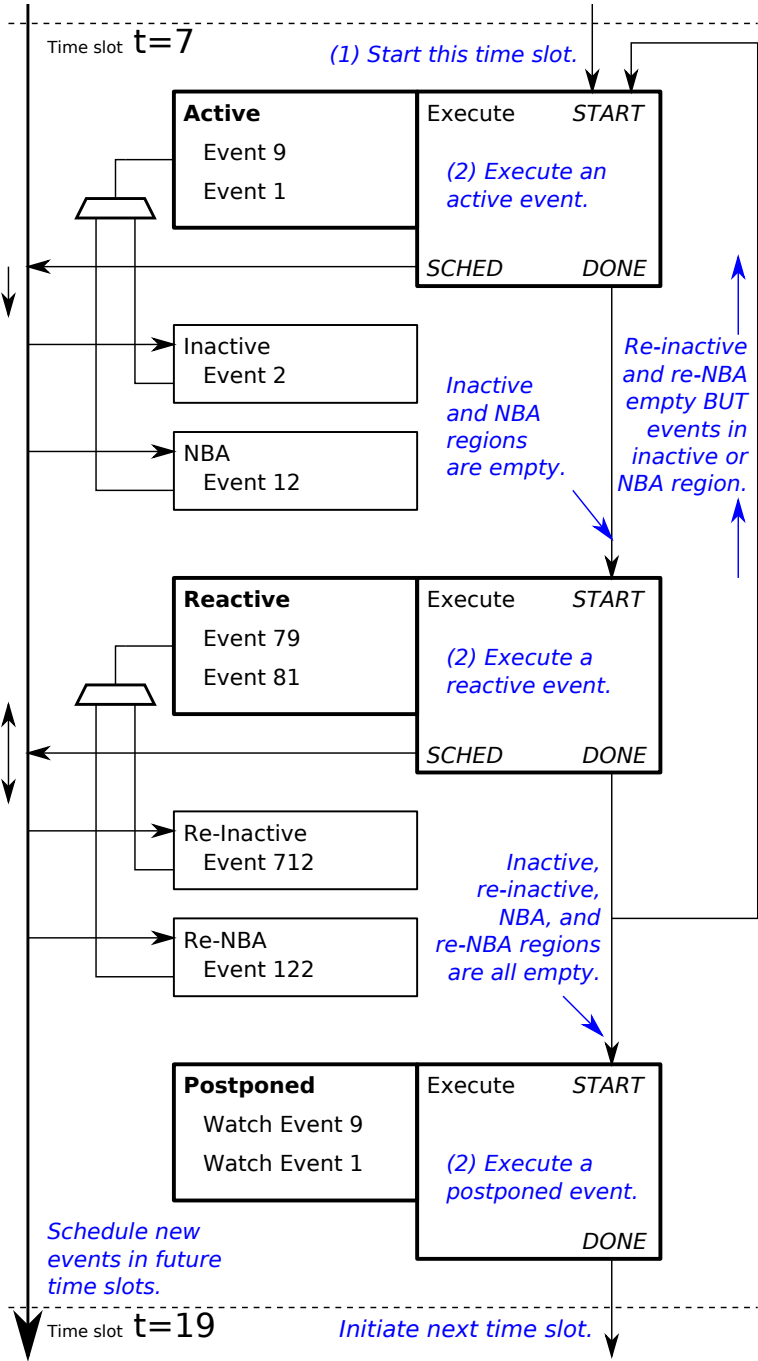 Time slot t=7
(1) Start this time slot.
Active
Event 9
Event 1
Execute START
(2) Execute an
active event.
SCHED DONE
Inactive
Event 2
NBA
Event 12
Inactive
and NBA
regions
are empty.
Re-inactive
and re-NBA
empty BUT
events in
inactive or
NBA region.
Reactive
Event 79
Event 81
Execute START
(2) Execute a
reactive event.
SCHED DONE
Re-Inactive
Event 712
Re-NBA
Event 122
Inactive,
re-inactive,
NBA, and
re-NBA regions
are all empty.
Postponed
Watch Event 9
Watch Event 1
Execute START
(2) Execute a
postponed event.
DONE
Schedule new
events in future
time slots.
Time slot t=19
Initiate next time slot.